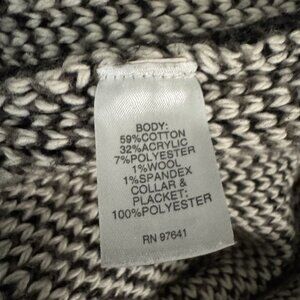 BODY:
59%COTTON
32%ACRYLIC
7%POLYESTER
1%WOOL
1%SPANDEX
COLLAR &
PLACKET:
100%POLYESTER
RN 97641